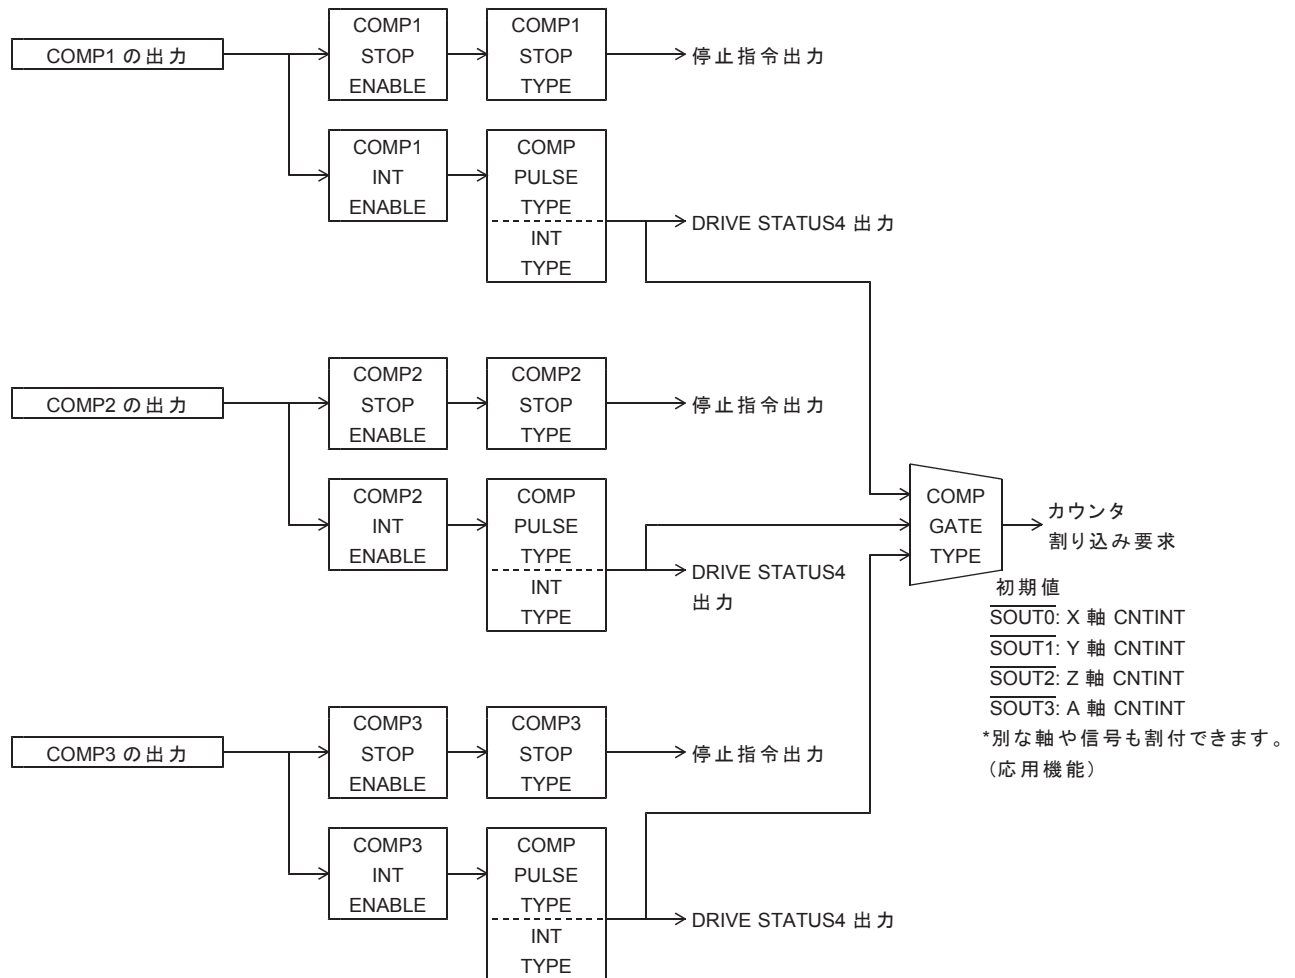 COMP1 の出力
COMP1
STOP
ENABLE
COMP1
STOP
TYPE
停止指令出力
COMP1
INT
ENABLE
COMP
PULSE
TYPE
INT
TYPE
DRIVE STATUS4 出力
COMP2 の出力
COMP2
STOP
ENABLE
COMP2
STOP
TYPE
停止指令出力
COMP2
INT
ENABLE
COMP
PULSE
TYPE
INT
TYPE
DRIVE STATUS4
出力
COMP
GATE
TYPE
カウンタ
割り込み要求
初期値
SOUT0: X 軸 CNTINT
SOUT1: Y 軸 CNTINT
SOUT2: Z 軸 CNTINT
SOUT3: A 軸 CNTINT
*別な軸や信号も割付できます。
(応用機能)
COMP3 の出力
COMP3
STOP
ENABLE
COMP3
STOP
TYPE
停止指令出力
COMP3
INT
ENABLE
COMP
PULSE
TYPE
INT
TYPE
DRIVE STATUS4 出力